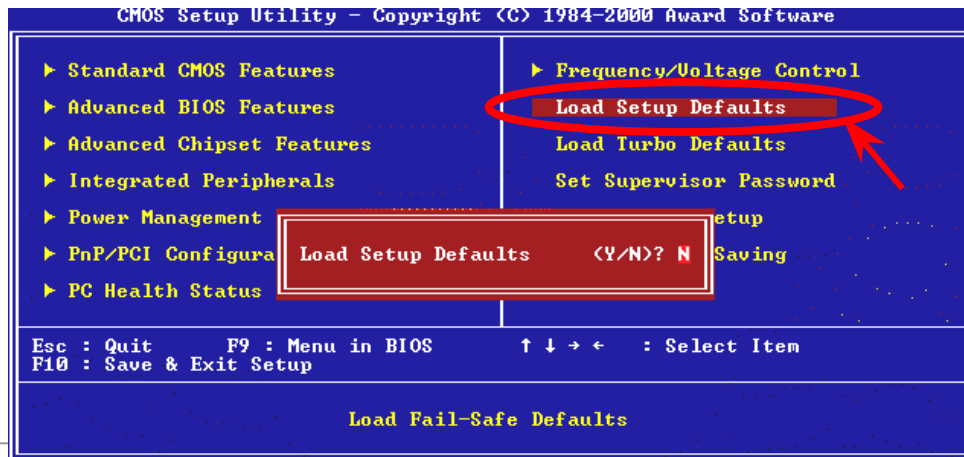 CMOS Setup Utility - Copyright (C) 1984-2000 Award Software
Standard CMOS Features
Advanced BIOS Features
Advanced Chipset Features
Integrated Peripherals
Power Management
PnP/PCI Configura
PC Health Status
Frequency/Voltage Control
Load Setup Defaults
Load Turbo Defaults
Set Supervisor Password
etup
Saving
Load Setup Defaults (Y/N)? N
Esc : Quit F9 : Menu in BIOS ↑ ↓ → ← : Select Item
F10 : Save & Exit Setup
Load Fail-Safe Defaults